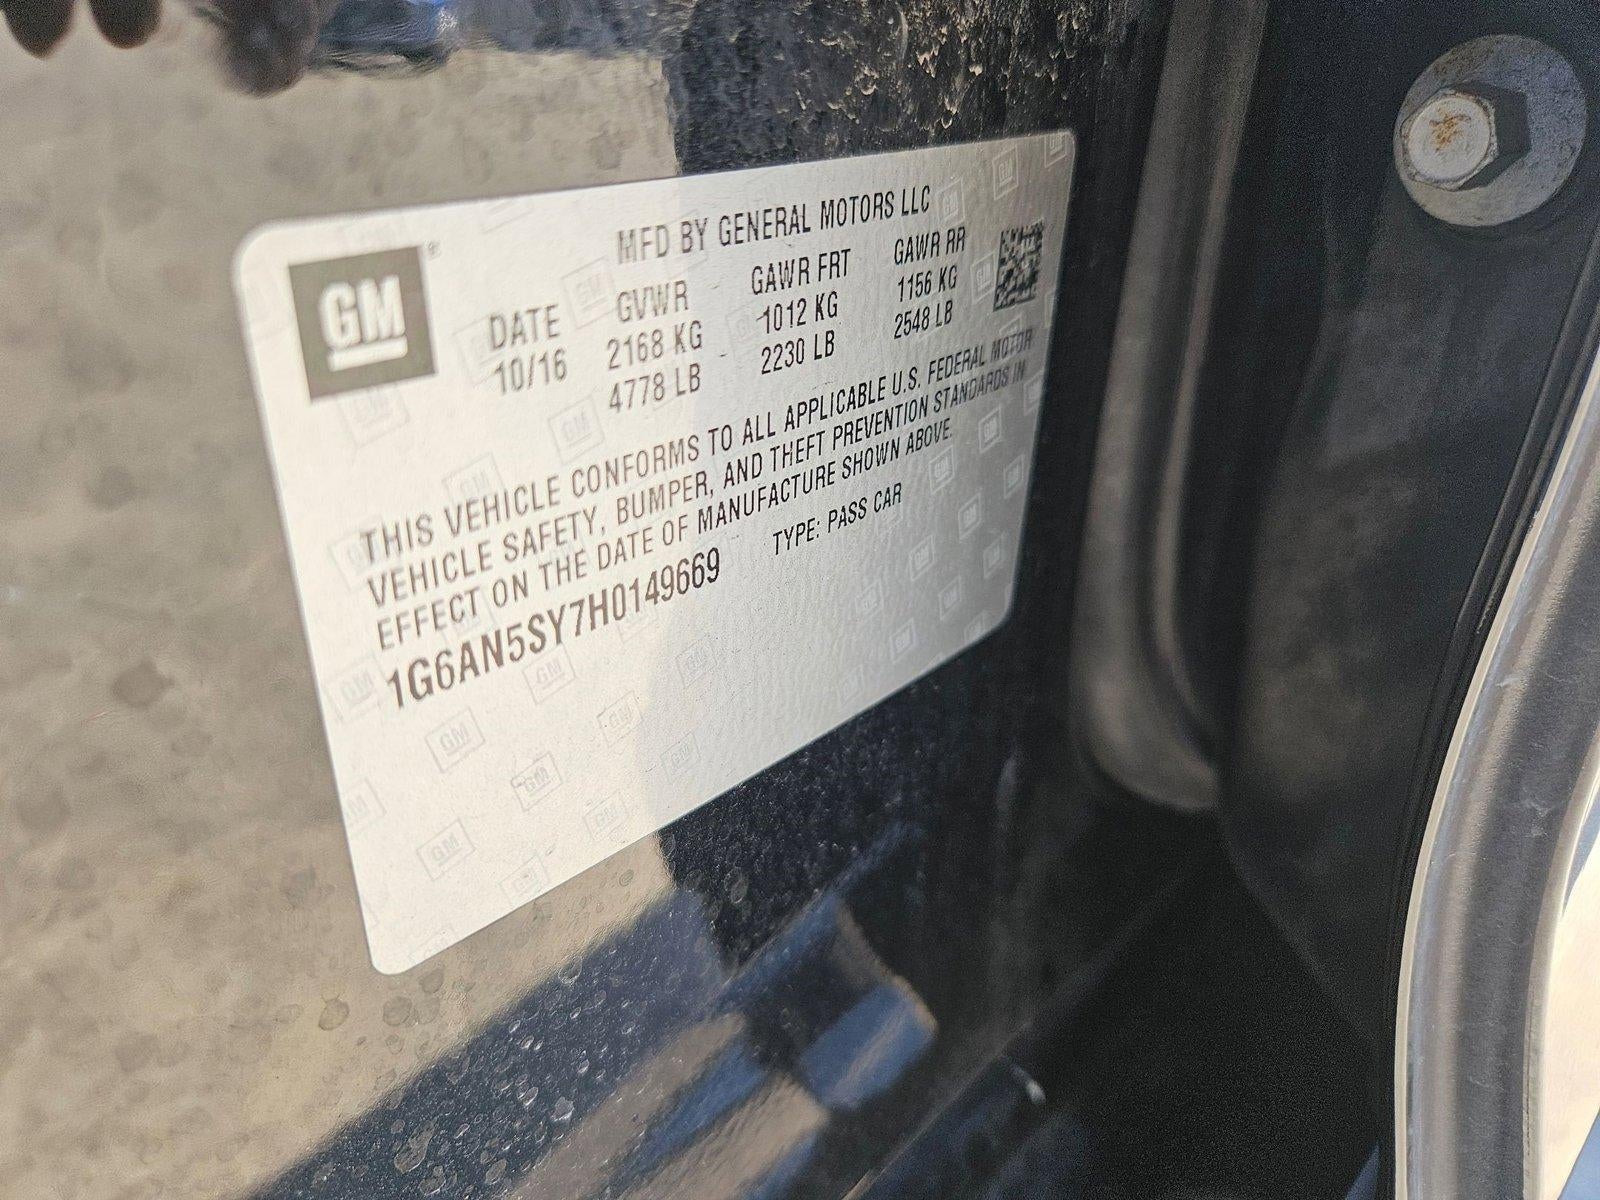 GM®
MFD BY GENERAL MOTORS LLC
DATE GVWR GAWR FRT GAWR RR
10/16 2168 KG 1012 KG 1156 KG
4778 LB 2230 LB 2548 LB
THIS VEHICLE CONFORMS TO ALL APPLICABLE U.S. FEDERAL MOTOR
VEHICLE SAFETY, BUMPER, AND THEFT PREVENTION STANDARDS IN
EFFECT ON THE DATE OF MANUFACTURE SHOWN ABOVE.
1G6AN5SY7H0149669 TYPE: PASS CAR